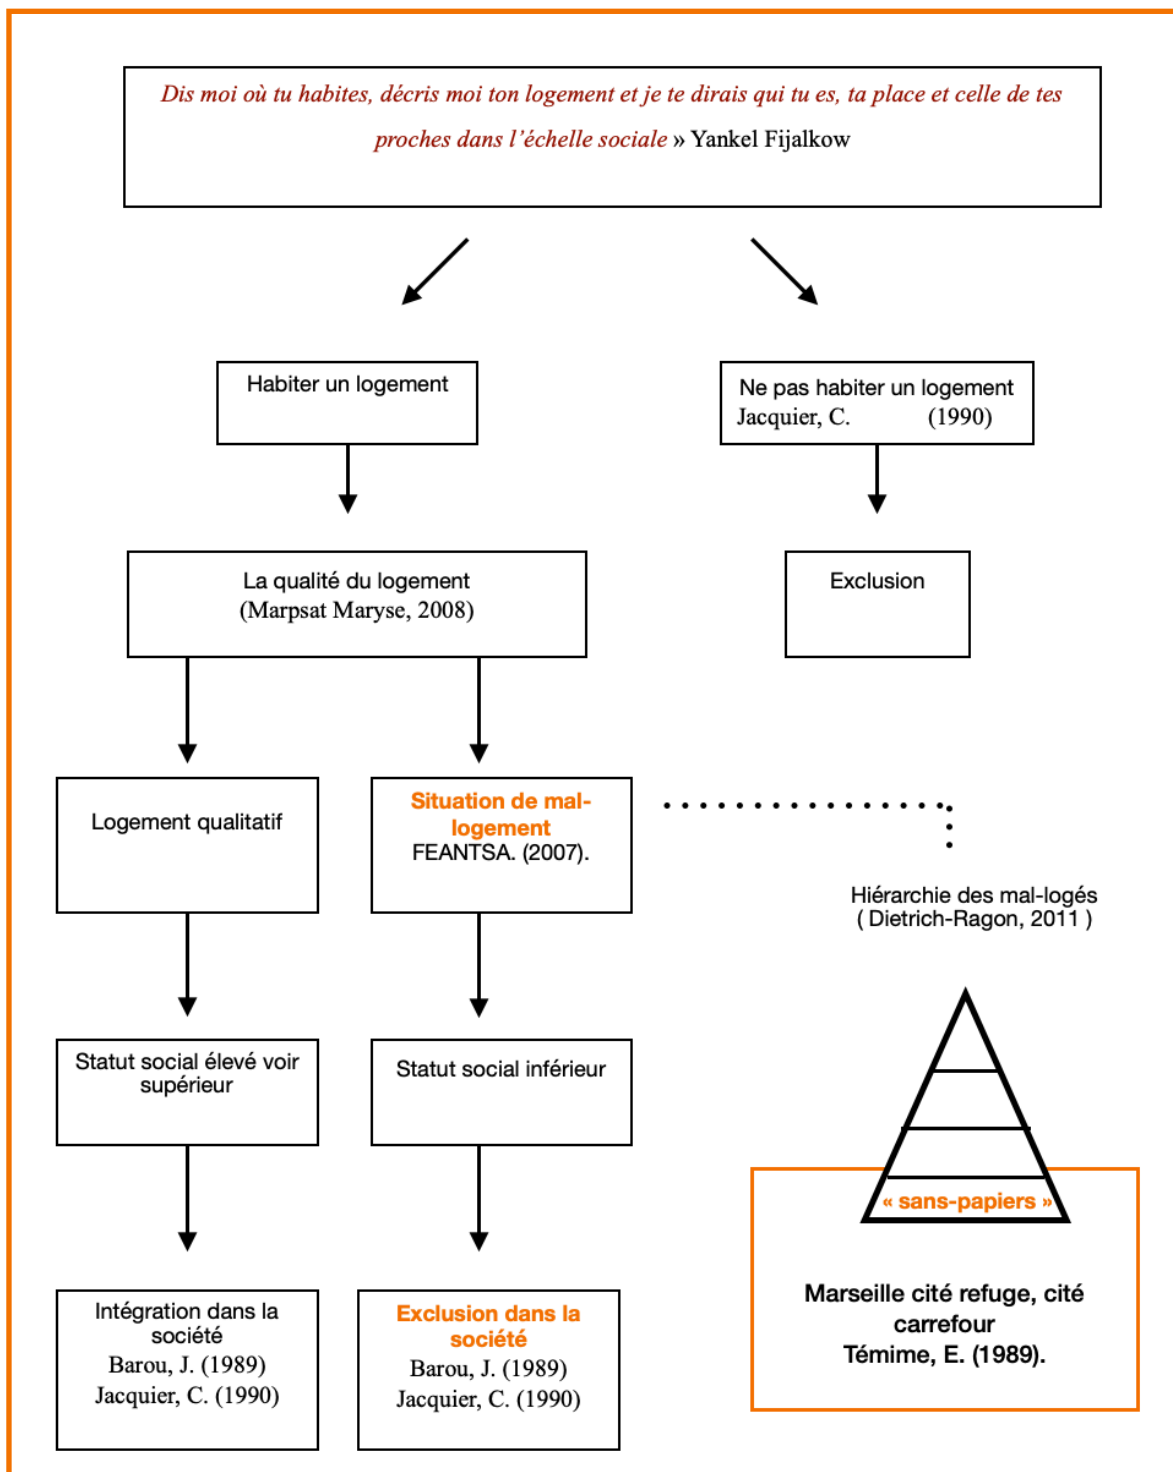 Dis moi où tu habites, décris moi ton logement et je te dirais qui tu es, ta place et celle de tes
proches dans l’échelle sociale » Yankel Fijalkow
Habiter un logement
Ne pas habiter un logement
Jacquier, C. (1990)
La qualité du logement
(Marpsat Maryse, 2008)
Exclusion
Logement qualitatif
Situation de mal-
logement
FEANTSA. (2007).
Hiérarchie des mal-logés
( Dietrich-Ragon, 2011 )
Statut social élevé voir
supérieur
Statut social inférieur
« sans-papiers »
Marseille cité refuge, cité
carrefour
Témime, E. (1989).
Intégration dans la
société
Barou, J. (1989)
Jacquier, C. (1990)
Exclusion dans la
société
Barou, J. (1989)
Jacquier, C. (1990)